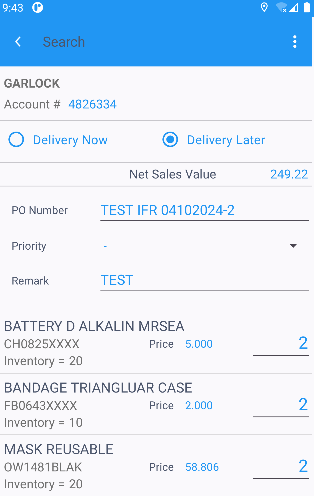 9:43
Search
GARLOCK
Account # 4826334
Delivery Now Delivery Later
Net Sales Value 249.22
PO Number TEST IFR 04102024-2
Priority -
Remark TEST
BATTERY D ALKALIN MRSEA
CH0825XXXX Price 5.000 2
Inventory = 20
BANDAGE TRIANGLUAR CASE
FB0643XXXX Price 2.000 2
Inventory = 10
MASK REUSABLE
OW1481BLAK Price 58.806 2
Inventory = 20